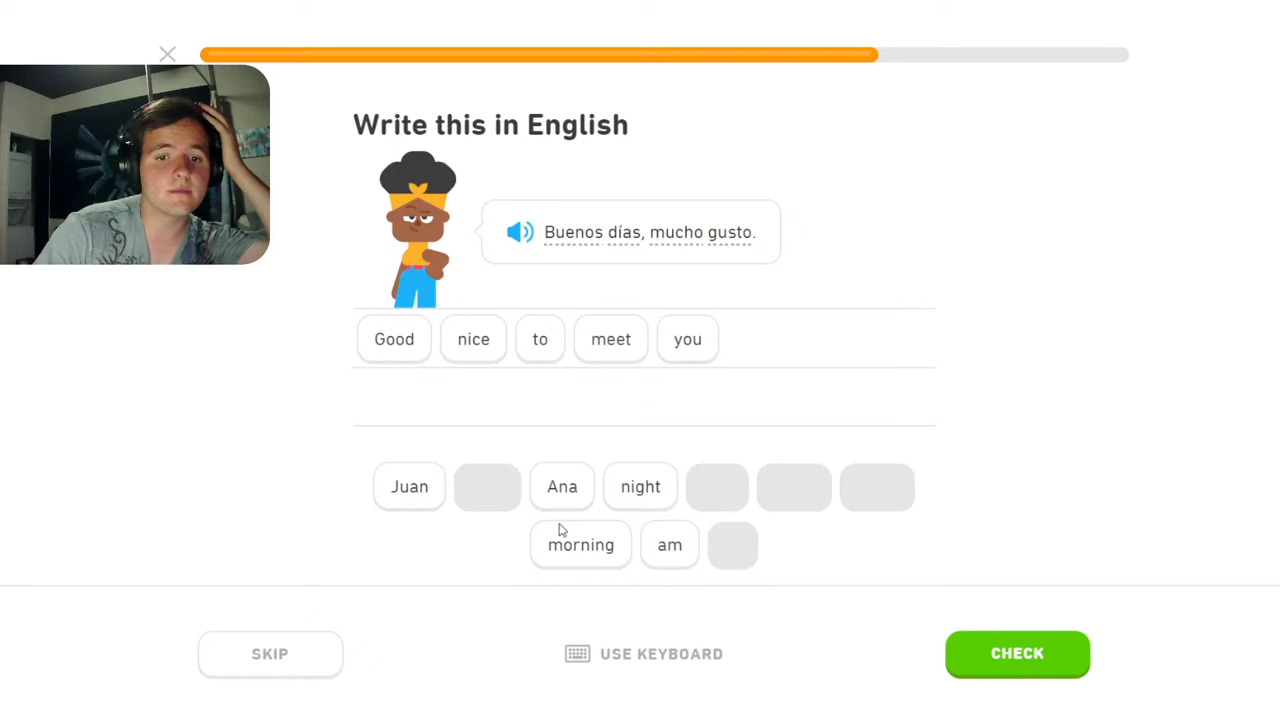 Write this in English
Buenos días, mucho gusto.
Good nice to meet you
Juan Ana night
morning am
SKIP USE KEYBOARD CHECK